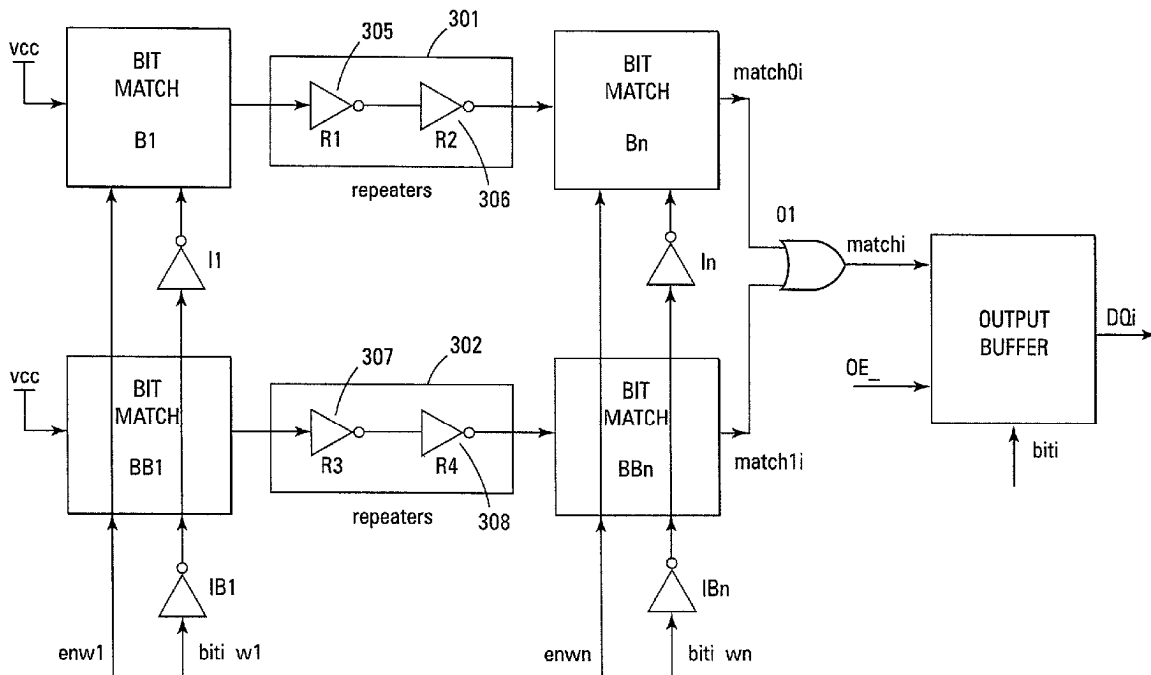 305
301
vcc
BIT
MATCH
B1
R1
R2
306
repeaters
BIT
MATCH
Bn
match0i
I1
In
01
matchi
OUTPUT
BUFFER
DQi
OE_
biti
vcc
BIT
MATCH
BB1
307
302
R3
R4
308
repeaters
BIT
MATCH
BBn
match1i
IB1
IBn
enw1
biti w1
enwn
biti wn